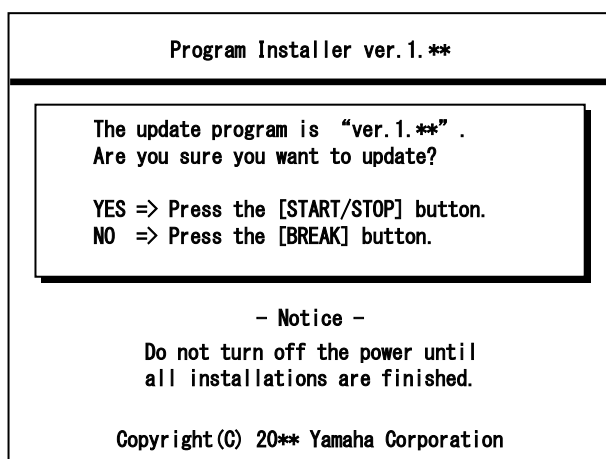 Program Installer ver.1.**
The update program is “ver.1.**”.
Are you sure you want to update?
YES => Press the [START/STOP] button.
NO => Press the [BREAK] button.
- Notice -
Do not turn off the power until
all installations are finished.
Copyright(C) 20** Yamaha Corporation